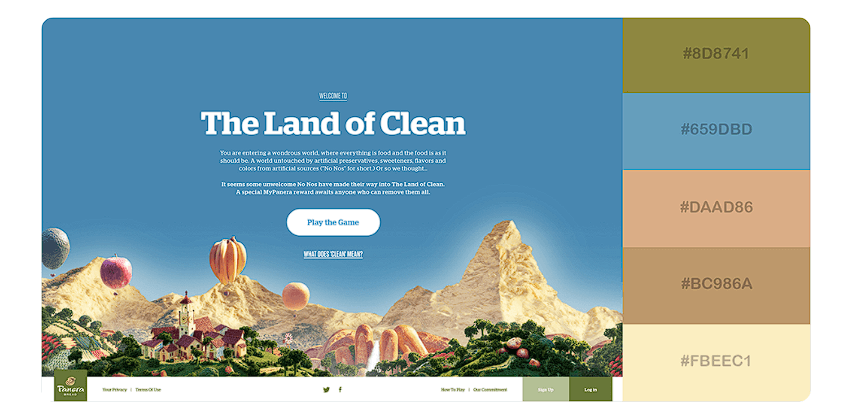 WELCOME TO
The Land of Clean
You are entering a wondrous world, where everything is food and the food is as it
should be. A world untouched by artificial preservatives, sweeteners, flavors and
colors from artificial sources ("No Nos" for short.) Or so we thought...
It seems some unwelcome No Nos have made their way into The Land of Clean.
A special MyPanera reward awaits anyone who can remove them all.
Play the Game
WHAT DOES 'CLEAN' MEAN?
Panera
BREAD
Your Privacy | Terms Of Use
How To Play | Our Commitment
Sign Up
Log in
#8D8741
#659DBD
#DAAD86
#BC986A
#FBEEC1